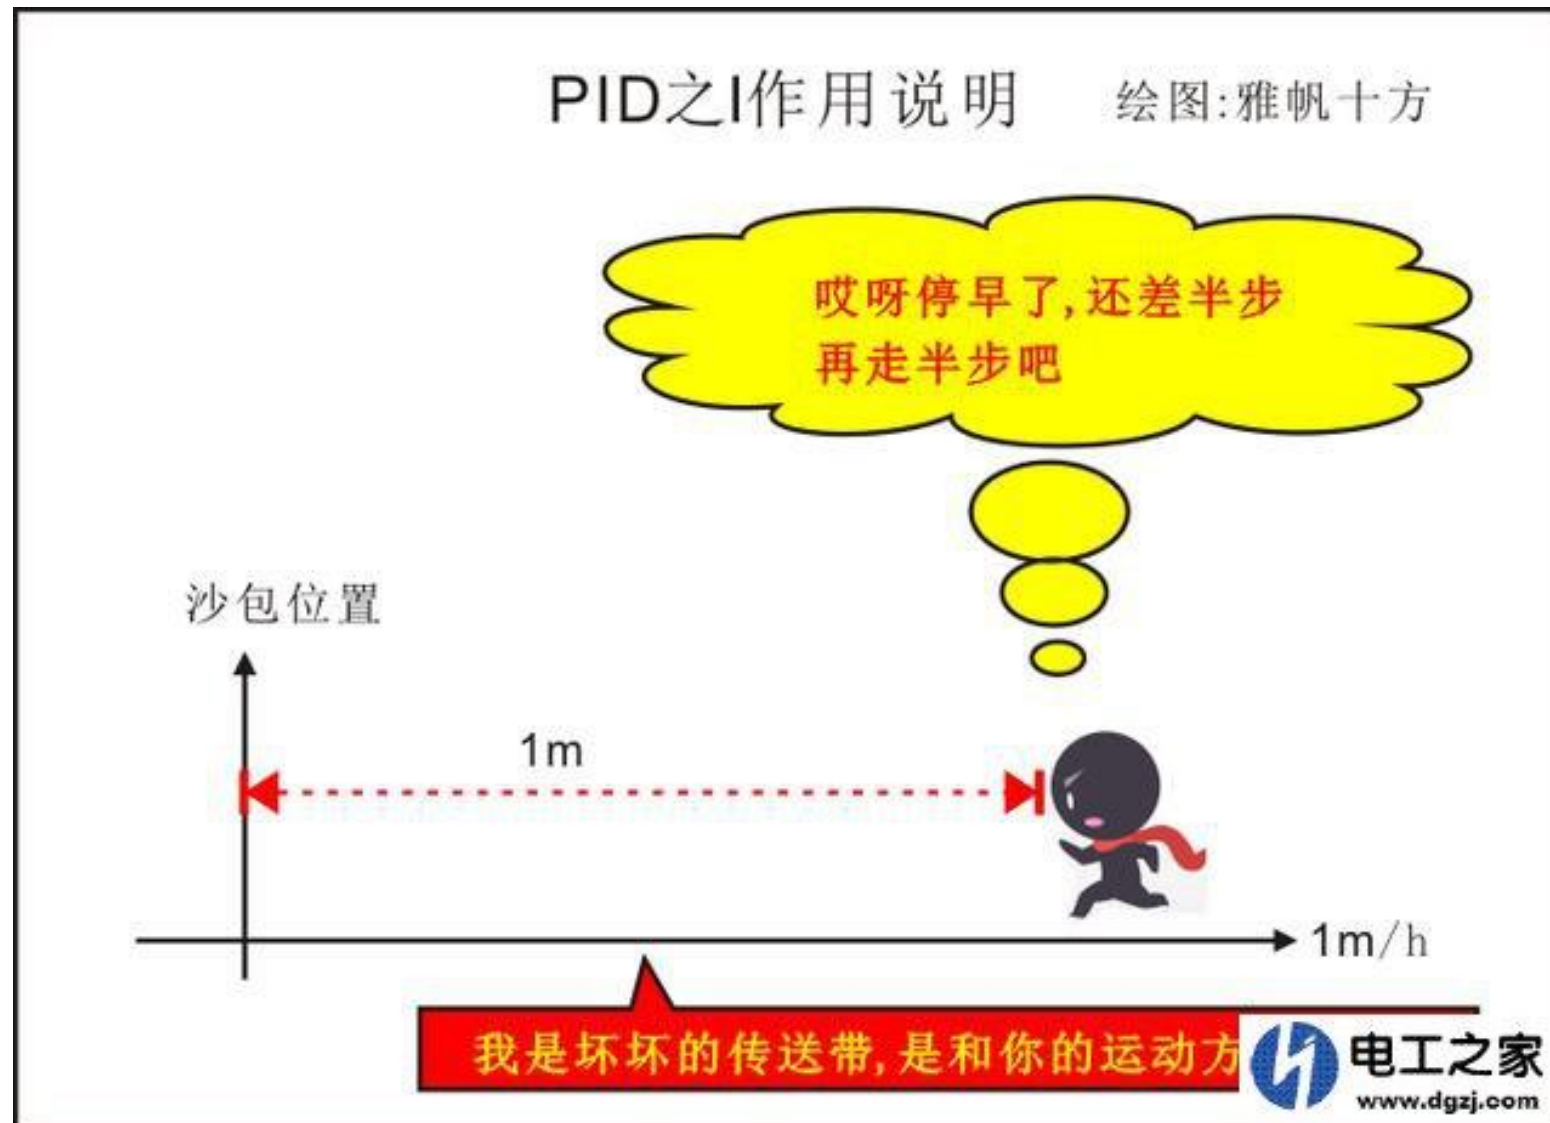 PID之I作用说明 绘图:雅帆十方
哎呀停早了,还差半步
再走半步吧
沙包位置
1m
1m/h
我是坏坏的传送带,是和你的运动方
电工之家
www.dgzj.com